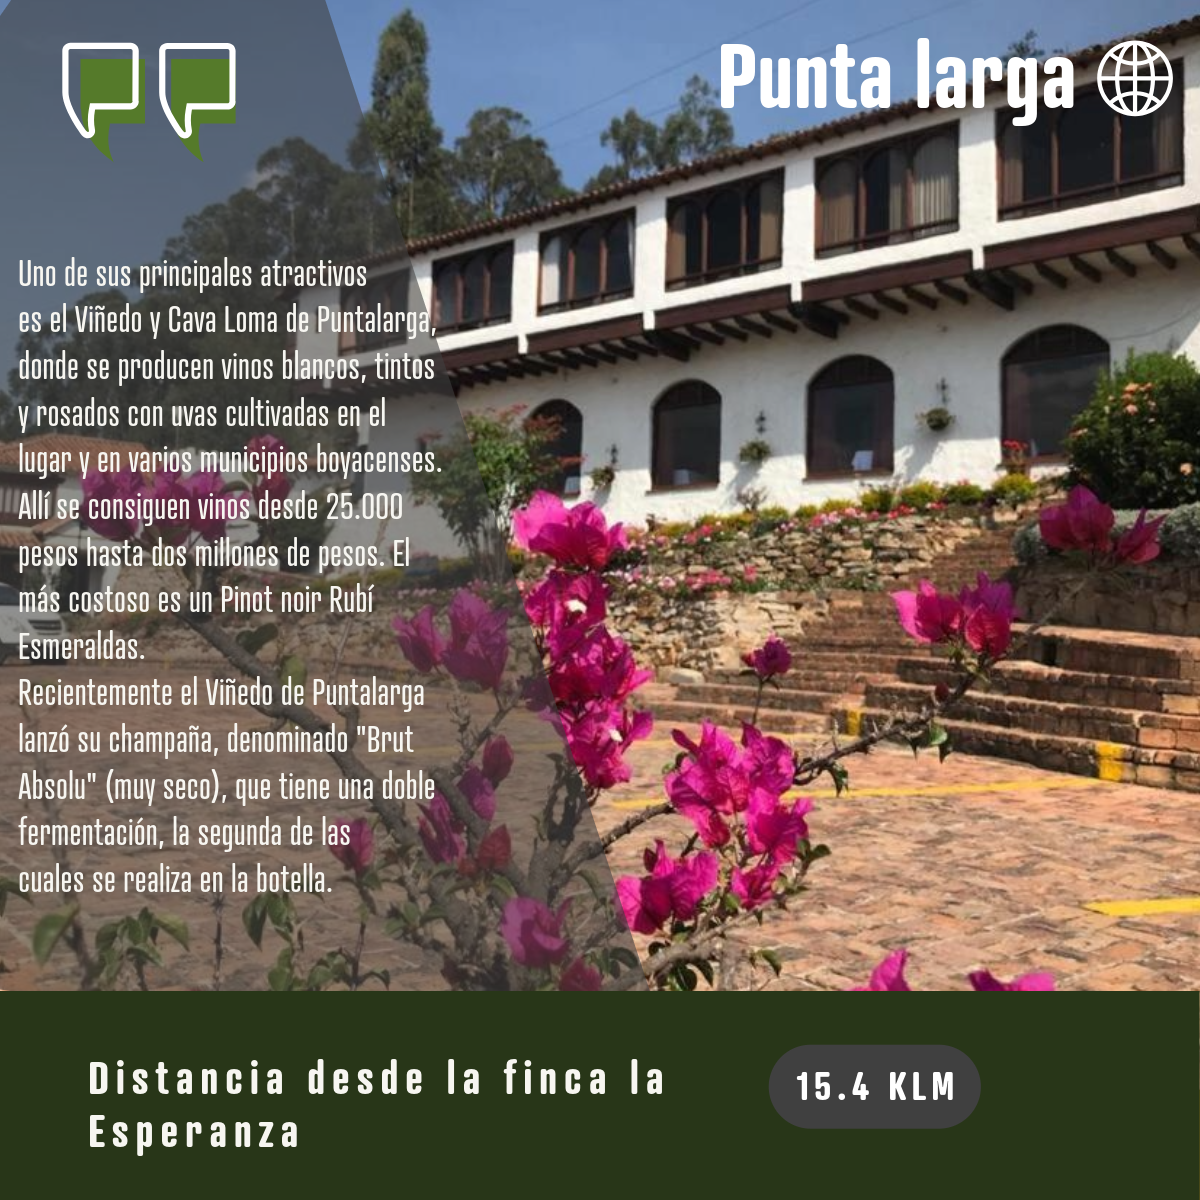 Punta larga
Uno de sus principales atractivos
es el Viñedo y Cava Loma de Puntalarga,
donde se producen vinos blancos, tintos
y rosados con uvas cultivadas en el
lugar y en varios municipios boyacenses.
Allí se consiguen vinos desde 25.000
pesos hasta dos millones de pesos. El
más costoso es un Pinot noir Rubí
Esmeraldas.
Recientemente el Viñedo de Puntalarga
lanzó su champaña, denominado "Brut
Absolu" (muy seco), que tiene una doble
fermentación, la segunda de las
cuales se realiza en la botella.
Distancia desde la finca la
Esperanza
15.4 KLM